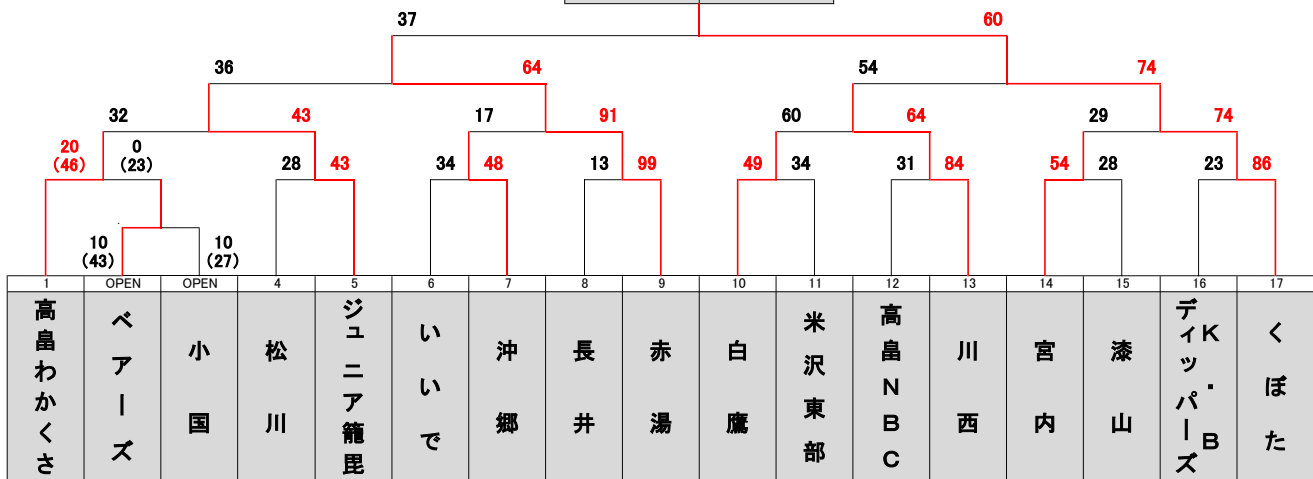 37 60
36 64 54 74
32 43 17 91 60 64 29 74
20 0
(46) (23) 28 43 34 48 13 99 49 34 31 84 54 28 23 86
10 10
(43) (27)
1 OPEN OPEN 4 5 6 7 8 9 10 11 12 13 14 15 16 17
高畠わかくさ
ベアーズ
小国
松川
ジュニア籠毘
いいで
沖郷
長井
赤湯
白鷹
米沢東部
高畠NBC
川西
宮内
漆山
K・B
ディッパーズ
くぼた